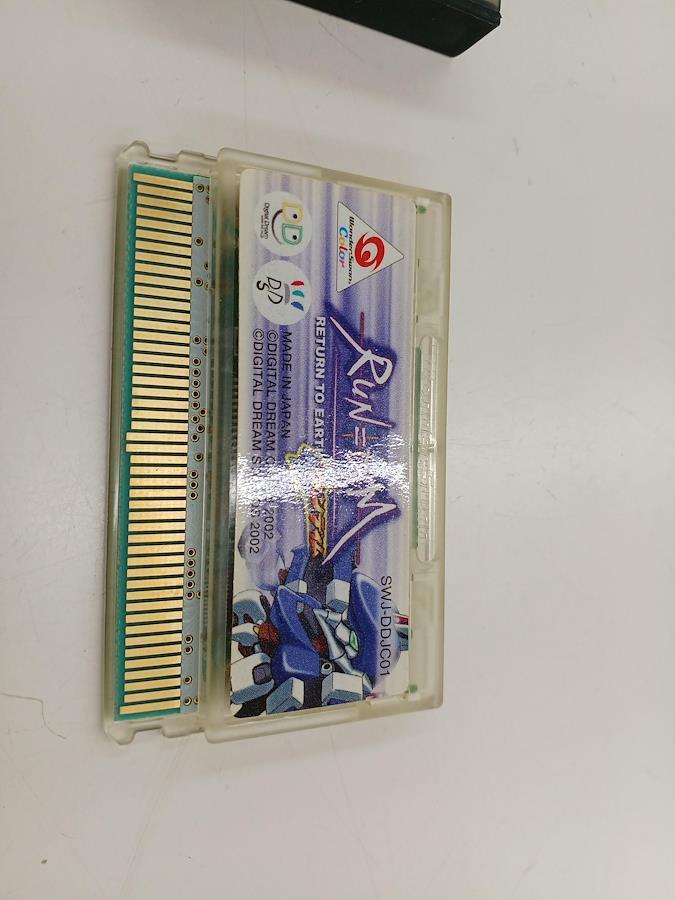 WonderSwan
Color
DD
Digital Dream
RUN=DIM
RETURN TO EARTH
MADE IN JAPAN
©DIGITAL DREAM
2002
©DIGITAL DREAM S
2002
SWJ-DDJC01